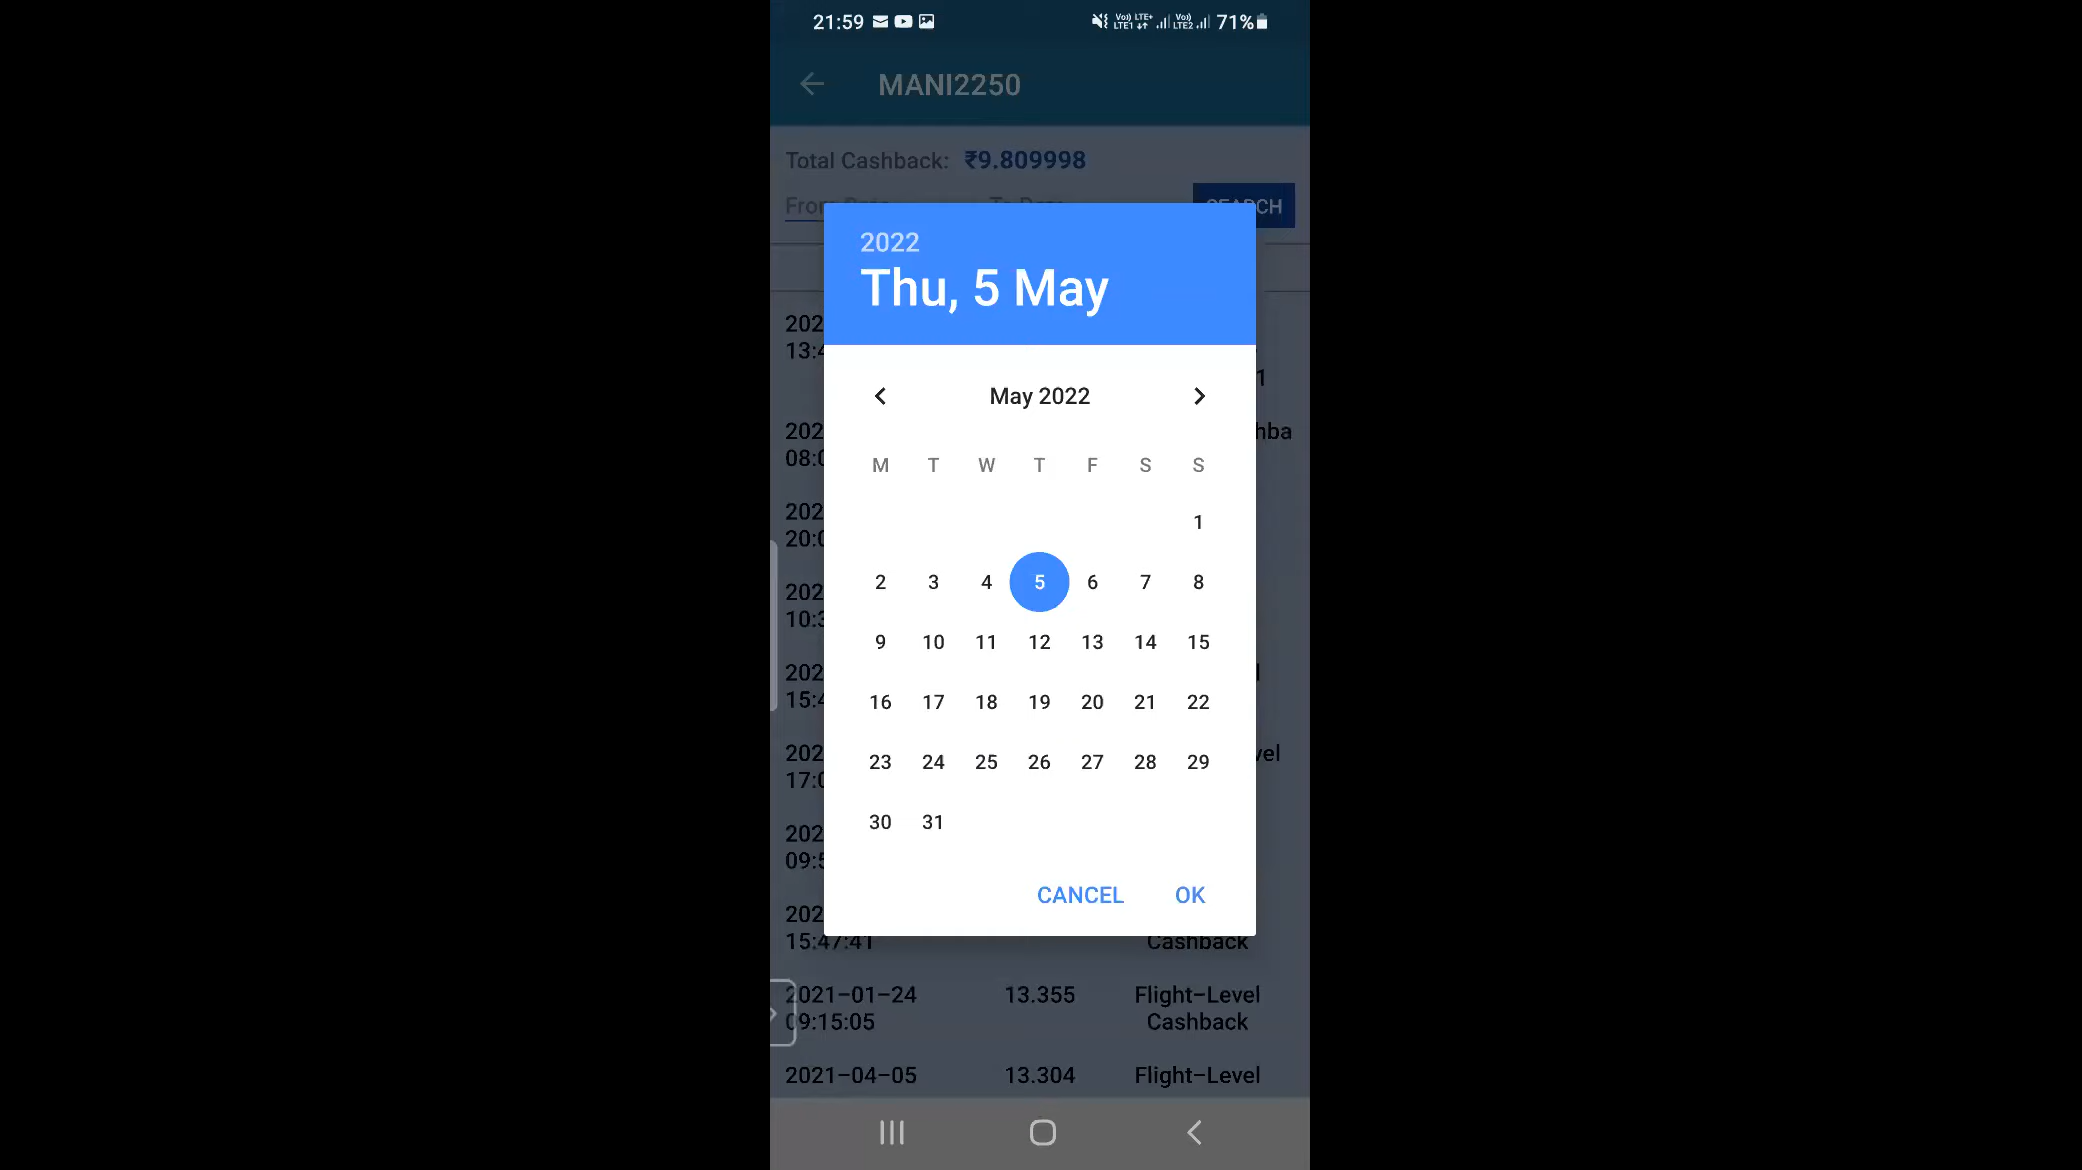 21:59 71%
MANI2250
Total Cashback: ₹9.809998
2022
Thu, 5 May
May 2022
M T W T F S S
1
2 3 4 5 6 7 8
9 10 11 12 13 14 15
16 17 18 19 20 21 22
23 24 25 26 27 28 29
30 31
CANCEL OK
15:47:41 Cashback
2021-01-24 13.355 Flight-Level
09:15:05 Cashback
2021-04-05 13.304 Flight-Level